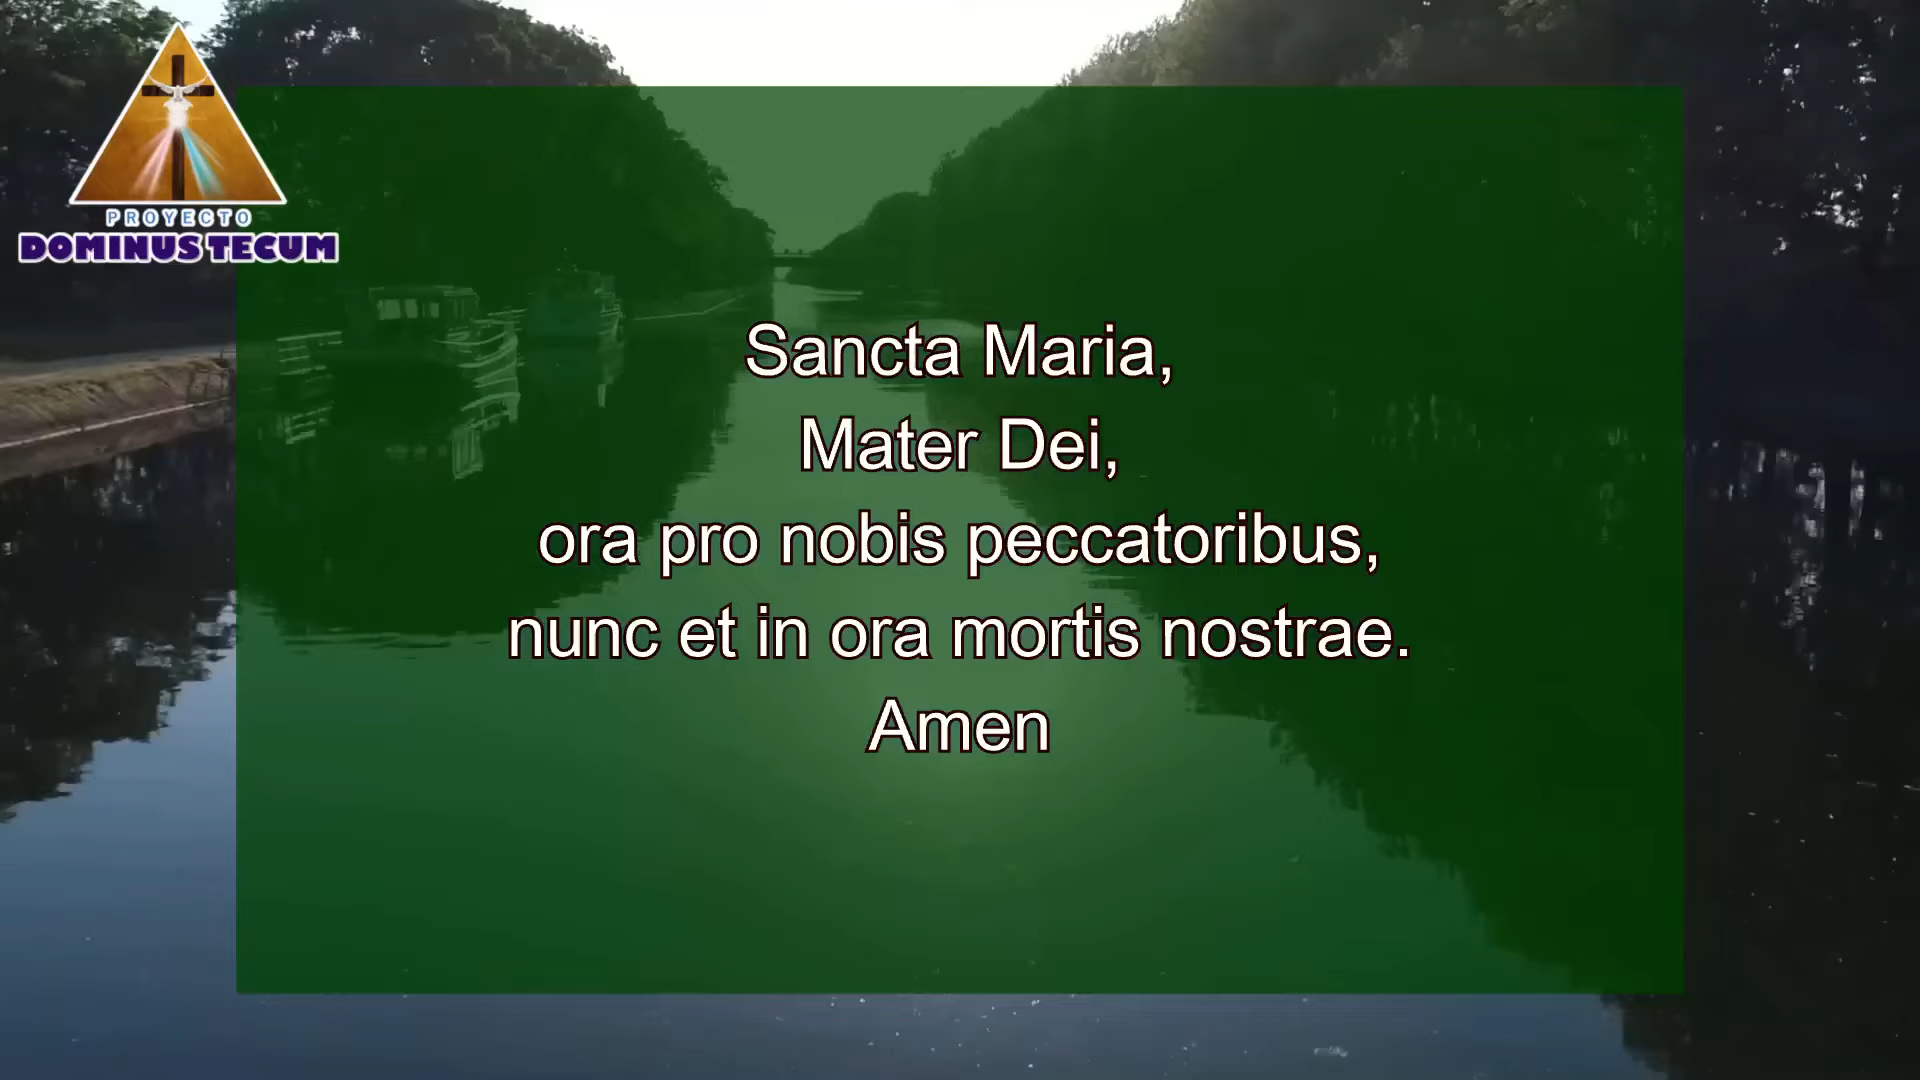 PROYECTO
DOMINUS TECUM
Sancta Maria,
Mater Dei,
ora pro nobis peccatoribus,
nunc et in ora mortis nostrae.
Amen